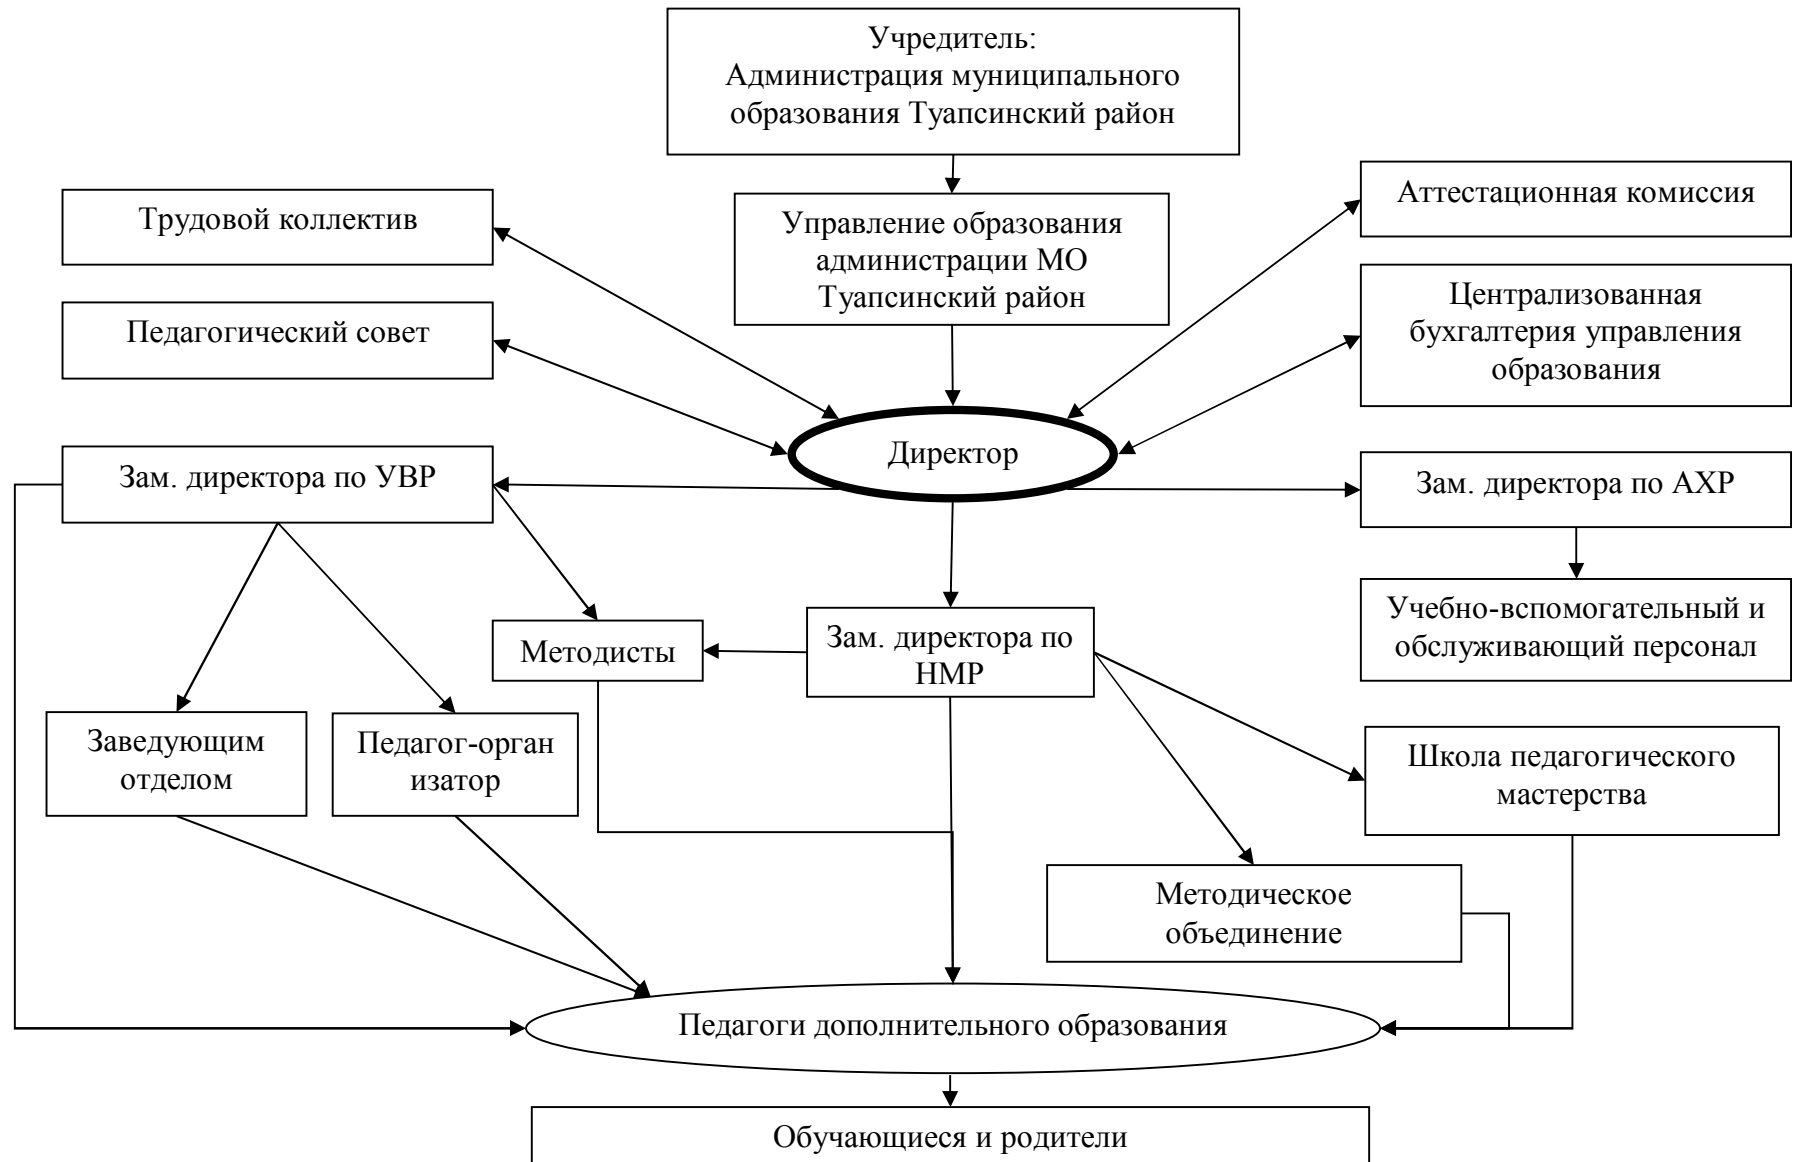 Учредитель:
Администрация муниципального
образования Туапсинский район
Трудовой коллектив
Управление образования
администрации МО
Туапсинский район
Аттестационная комиссия
Педагогический совет
Централизованная
бухгалтерия управления
образования
Директор
Зам. директора по УВР
Зам. директора по АХР
Методисты
Зам. директора по
НМР
Учебно-вспомогательный и
обслуживающий персонал
Заведующим
отделом
Педагог-орган
изатор
Школа педагогического
мастерства
Методическое
объединение
Педагоги дополнительного образования
Обучающиеся и родители